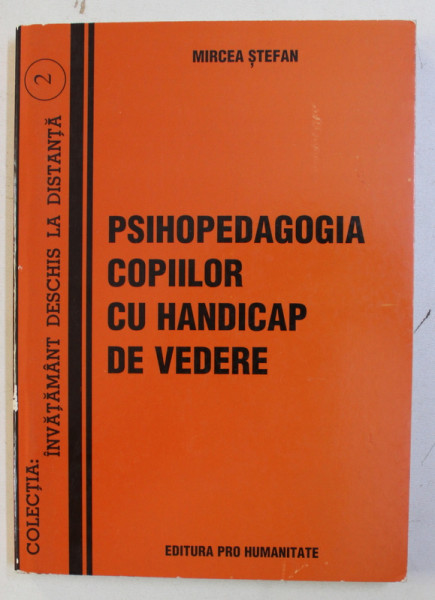 MIRCEA ȘTEFAN
PSIHOPEDAGOGIA
COPIILOR
CU HANDICAP
DE VEDERE
EDITURA PRO HUMANITATE
COLECȚIA:
ÎNVĂȚĂMÂNT DESCHIS LA DISTANȚĂ
2